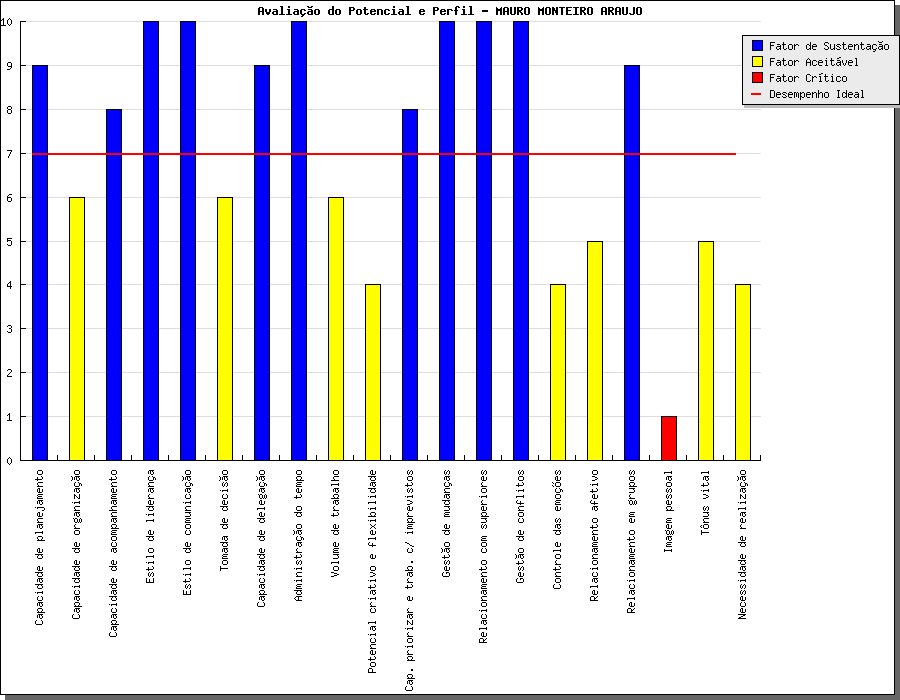 Avaliação do Potencial e Perfil - MAURO MONTEIRO ARAUJO
Fator de Sustentação
Fator Aceitável
Fator Crítico
Desempenho Ideal
10
9
8
7
6
5
4
3
2
1
0
Capacidade de planejamento
Capacidade de organização
Capacidade de acompanhamento
Estilo de liderança
Estilo de comunicação
Tomada de decisão
Capacidade de delegação
Administração do tempo
Volume de trabalho
Potencial criativo e flexibilidade
Cap. priorizar e trab. c/ imprevistos
Gestão de mudanças
Relacionamento com superiores
Gestão de conflitos
Controle das emoções
Relacionamento afetivo
Relacionamento em grupos
Imagem pessoal
Tônus vital
Necessidade de realização